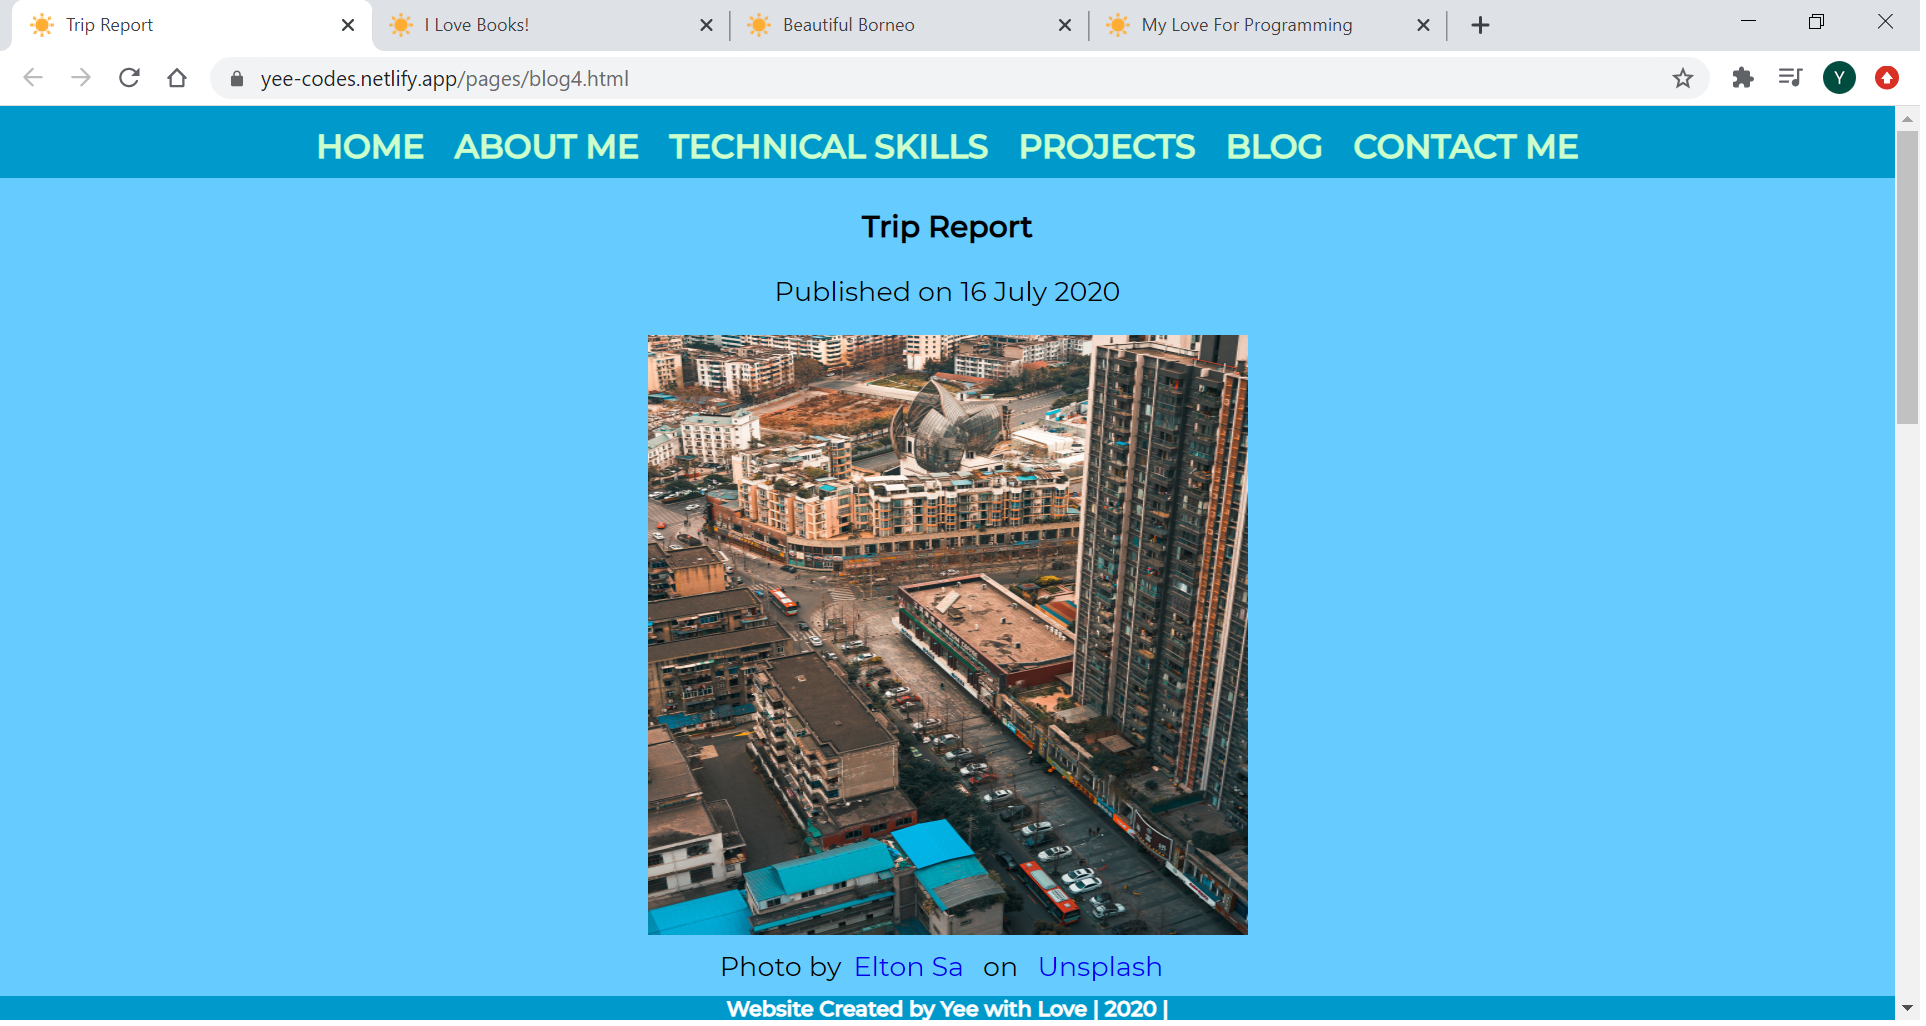 Trip Report
I Love Books!
Beautiful Borneo
My Love For Programming
yee-codes.netlify.app/pages/blog4.html
Y
HOME ABOUT ME TECHNICAL SKILLS PROJECTS BLOG CONTACT ME
Trip Report
Published on 16 July 2020
Photo by Elton Sa on Unsplash
Website Created by Yee with Love | 2020 |